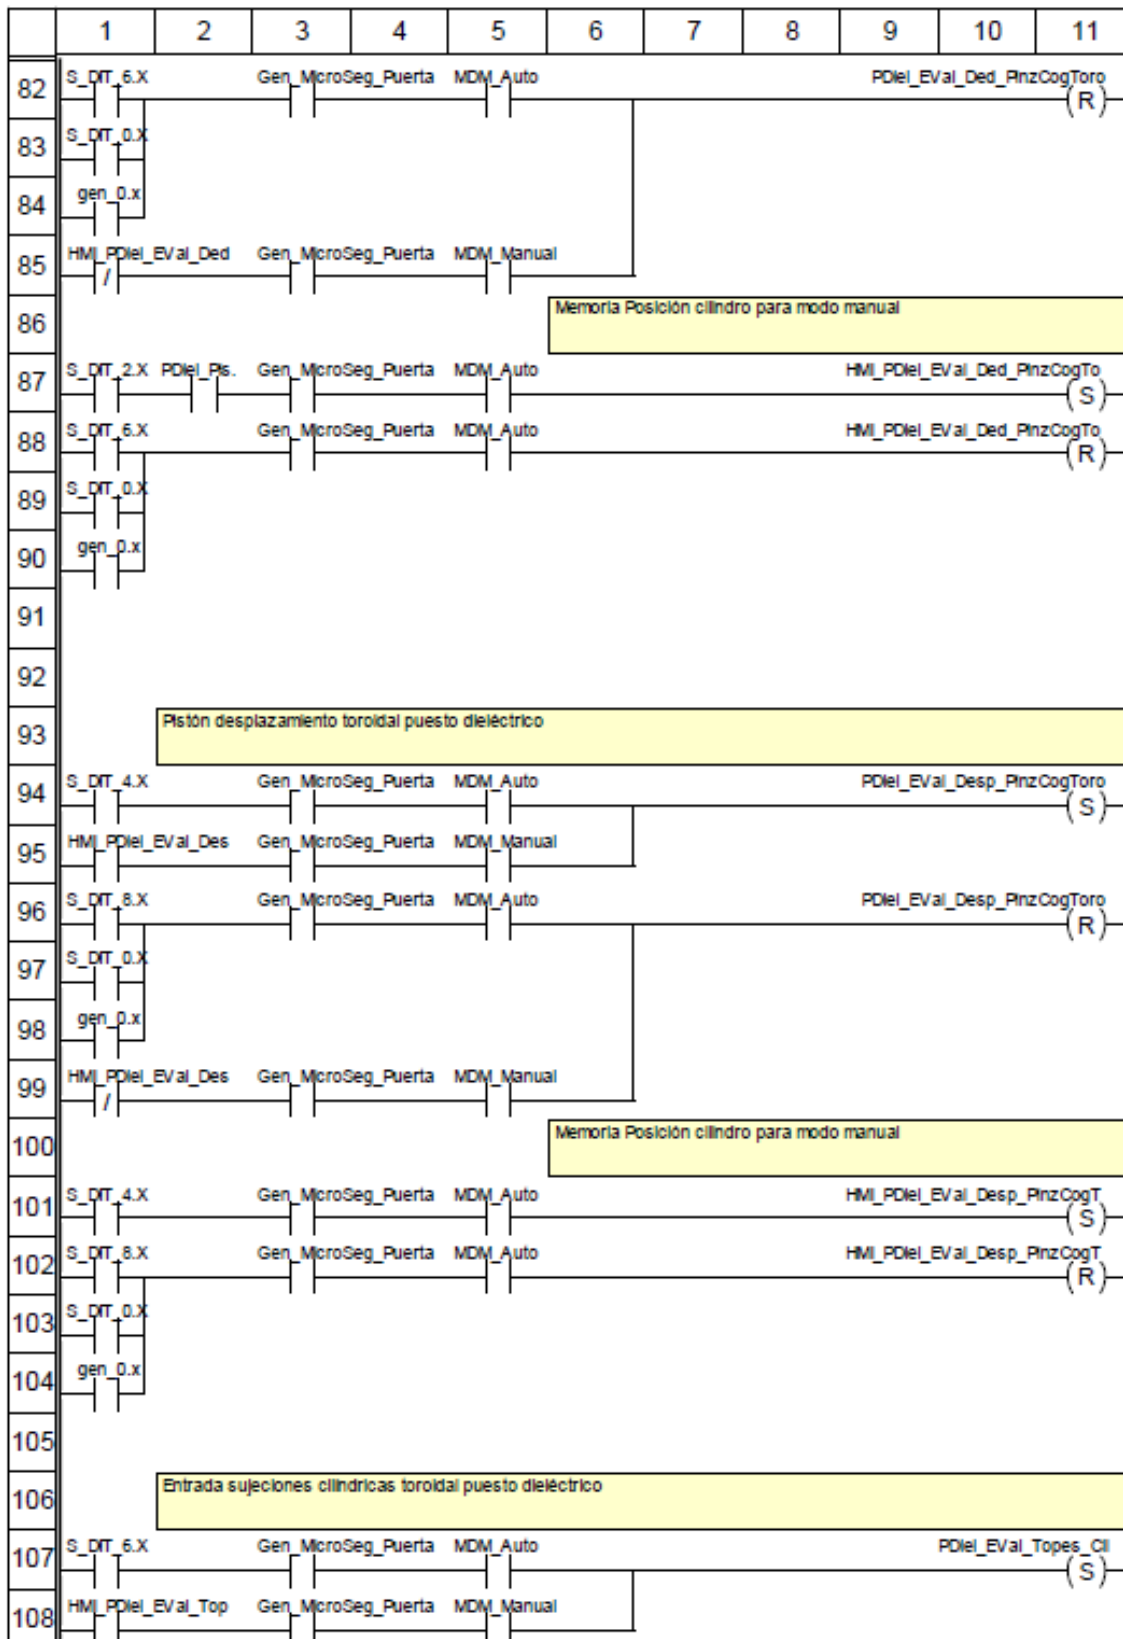 1 2 3 4 5 6 7 8 9 10 11
82 S_DIT_6.X Gen_MicroSeg_Puerta MDM_Auto PDiel_EVal_Ded_PinzCogToro
(R)
83 S_DIT_0.X
84 gen_0.x
85 HMI_PDiel_EVal_Ded Gen_MicroSeg_Puerta MDM_Manual
/
86 Memoria Posición cilindro para modo manual
87 S_DIT_2.X PDiel_Pis. Gen_MicroSeg_Puerta MDM_Auto HMI_PDiel_EVal_Ded_PinzCogTo
(S)
88 S_DIT_6.X Gen_MicroSeg_Puerta MDM_Auto HMI_PDiel_EVal_Ded_PinzCogTo
(R)
89 S_DIT_0.X
90 gen_0.x
91
92
93 Pistón desplazamiento toroidal puesto dieléctrico
94 S_DIT_4.X Gen_MicroSeg_Puerta MDM_Auto PDiel_EVal_Desp_PinzCogToro
(S)
95 HMI_PDiel_EVal_Des Gen_MicroSeg_Puerta MDM_Manual
96 S_DIT_8.X Gen_MicroSeg_Puerta MDM_Auto PDiel_EVal_Desp_PinzCogToro
(R)
97 S_DIT_0.X
98 gen_0.x
99 HMI_PDiel_EVal_Des Gen_MicroSeg_Puerta MDM_Manual
/
100 Memoria Posición cilindro para modo manual
101 S_DIT_4.X Gen_MicroSeg_Puerta MDM_Auto HMI_PDiel_EVal_Desp_PinzCogT
(S)
102 S_DIT_8.X Gen_MicroSeg_Puerta MDM_Auto HMI_PDiel_EVal_Desp_PinzCogT
(R)
103 S_DIT_0.X
104 gen_0.x
105
106 Entrada sujeciones cilindricas toroidal puesto dieléctrico
107 S_DIT_6.X Gen_MicroSeg_Puerta MDM_Auto PDiel_EVal_Topes_Cil
(S)
108 HMI_PDiel_EVal_Top Gen_MicroSeg_Puerta MDM_Manual